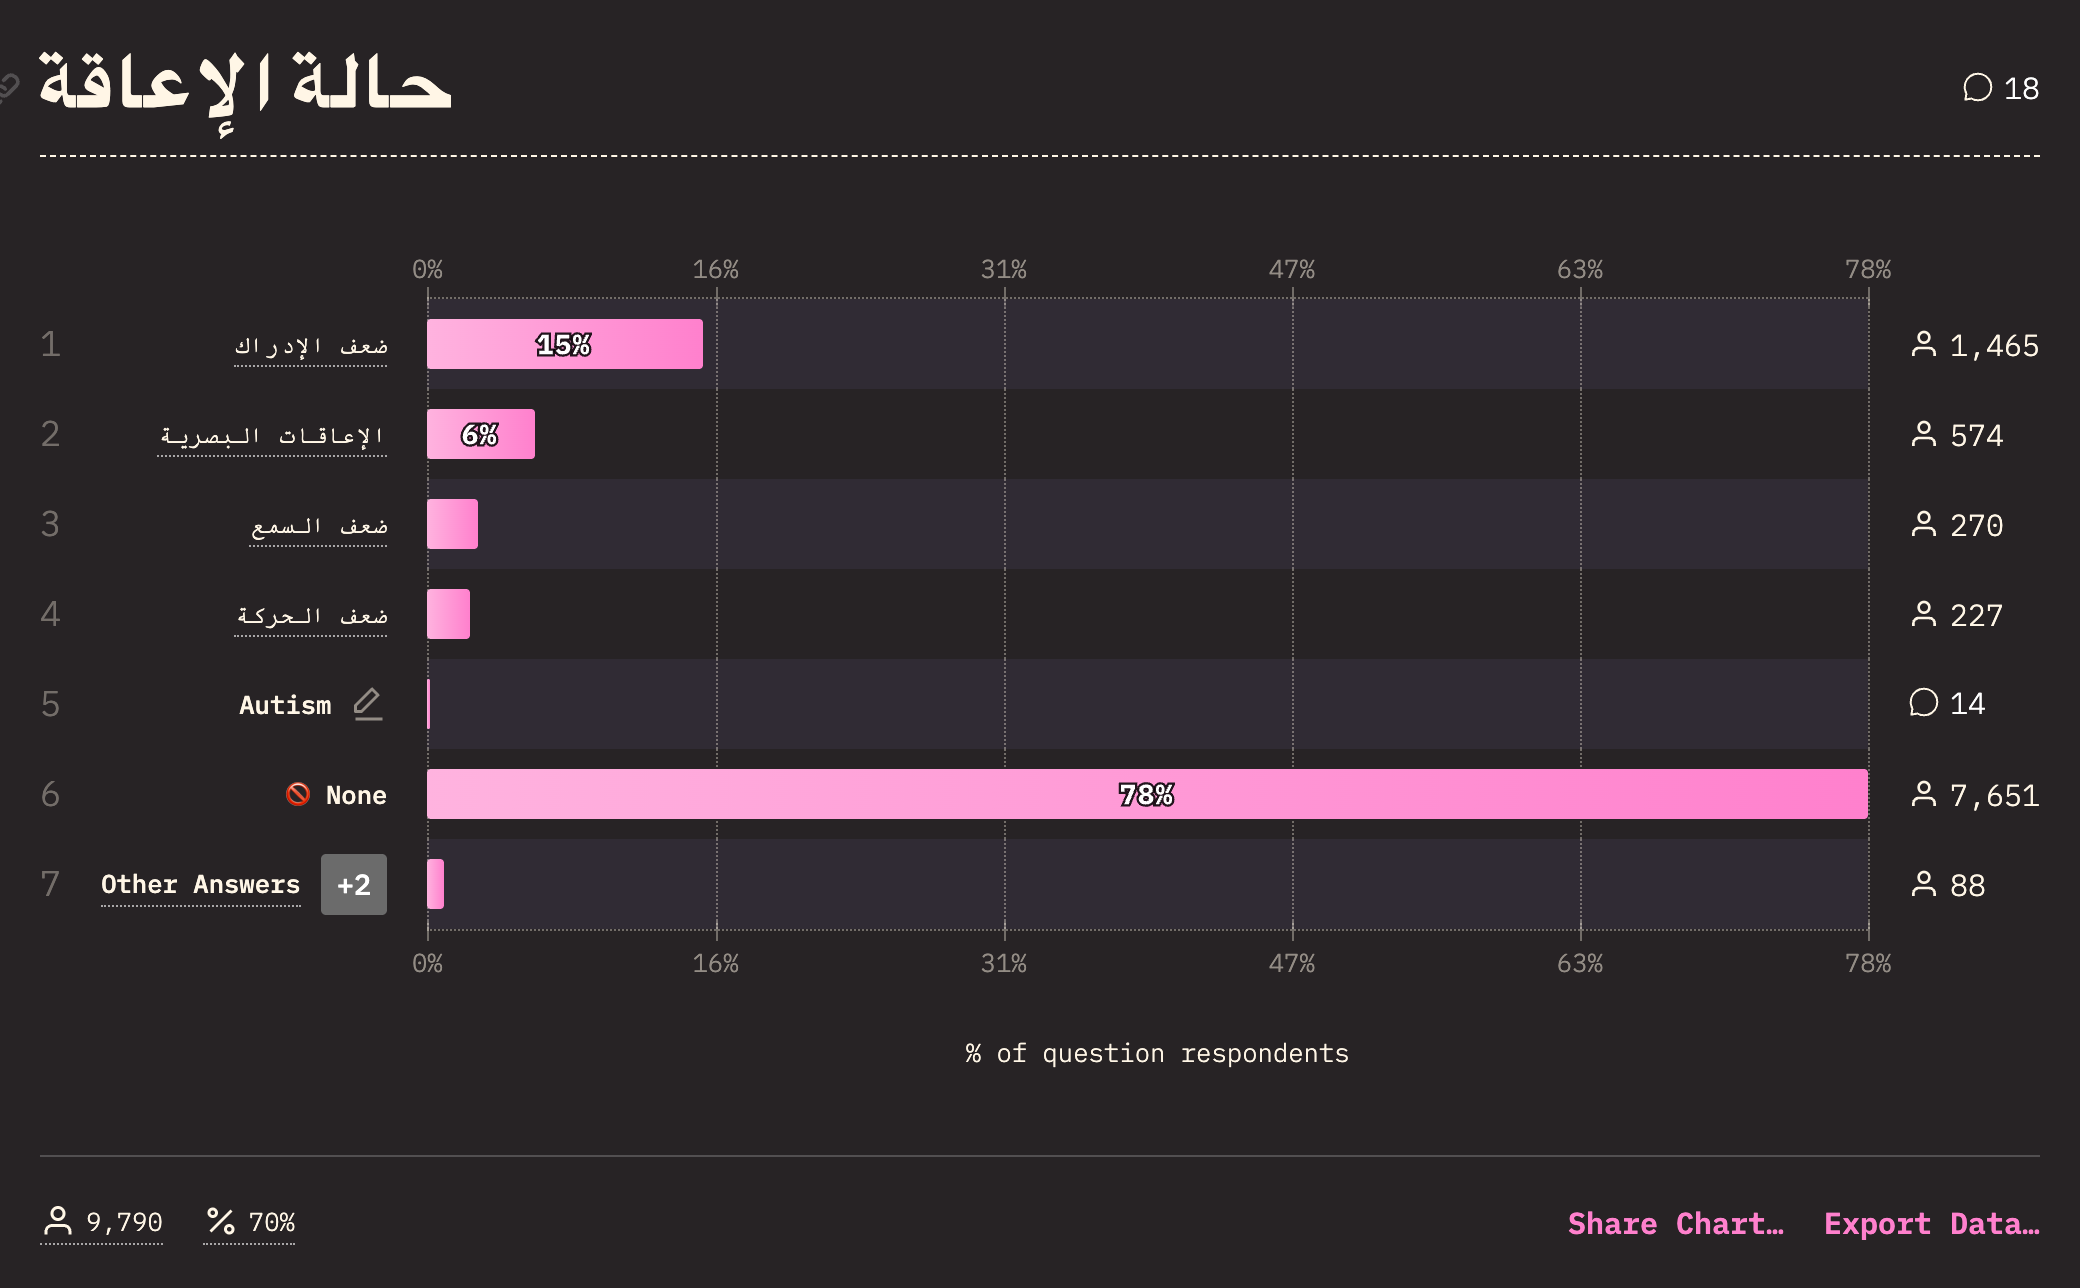 حالة الإعاقة
18
0% 16% 31% 47% 63% 78%
1 ضعف الإدراك 15% 1,465
2 الإعاقات البصرية 6% 574
3 ضعف السمع 270
4 ضعف الحركة 227
5 Autism 14
6 None 78% 7,651
7 Other Answers +2 88
0% 16% 31% 47% 63% 78%
% of question respondents
9,790 70% Share Chart… Export Data…